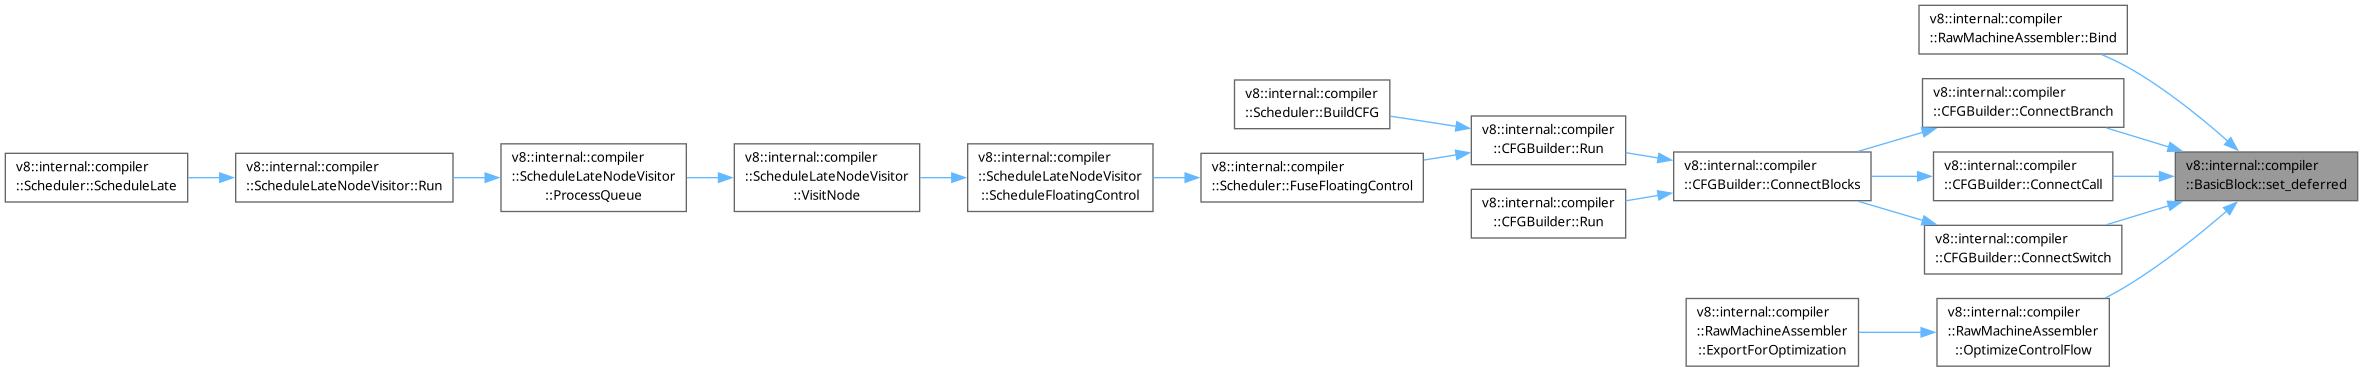 v8::internal::compiler
::RawMachineAssembler::Bind
v8::internal::compiler
::Scheduler::BuildCFG
v8::internal::compiler
::CFGBuilder::ConnectBranch
v8::internal::compiler
::CFGBuilder::Run
v8::internal::compiler
::Scheduler::ScheduleLate
v8::internal::compiler
::ScheduleLateNodeVisitor::Run
v8::internal::compiler
::ScheduleLateNodeVisitor
::ProcessQueue
v8::internal::compiler
::ScheduleLateNodeVisitor
::VisitNode
v8::internal::compiler
::ScheduleLateNodeVisitor
::ScheduleFloatingControl
v8::internal::compiler
::Scheduler::FuseFloatingControl
v8::internal::compiler
::CFGBuilder::ConnectBlocks
v8::internal::compiler
::CFGBuilder::ConnectCall
v8::internal::compiler
::BasicBlock::set_deferred
v8::internal::compiler
::CFGBuilder::Run
v8::internal::compiler
::CFGBuilder::ConnectSwitch
v8::internal::compiler
::RawMachineAssembler
::ExportForOptimization
v8::internal::compiler
::RawMachineAssembler
::OptimizeControlFlow